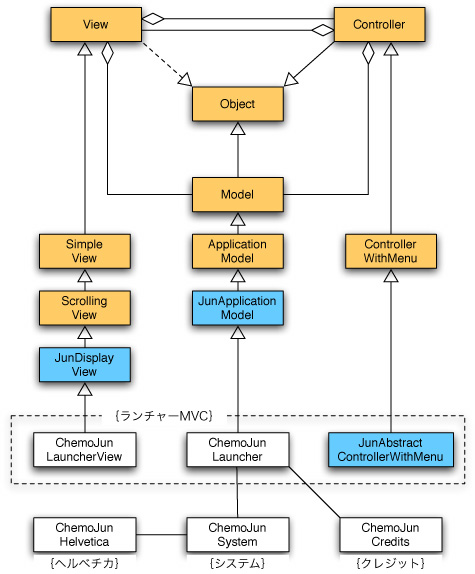 View
Controller
Object
Model
Simple
View
Application
Model
Controller
WithMenu
Scrolling
View
JunApplication
Model
JunDisplay
View
{ランチャーMVC}
ChemoJun
LauncherView
ChemoJun
Launcher
JunAbstract
ControllerWithMenu
ChemoJun
Helvetica
ChemoJun
System
ChemoJun
Credits
{ヘルベチカ}
{システム}
{クレジット}